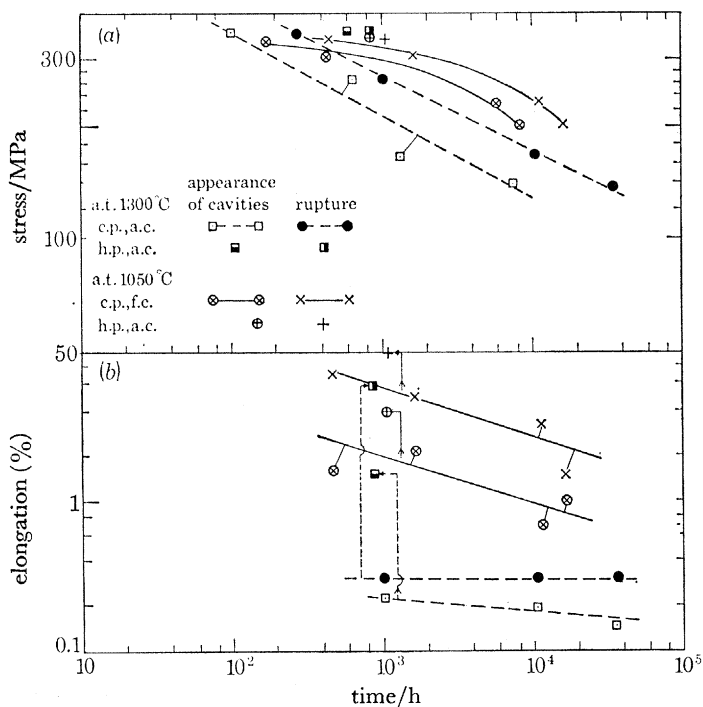 (a)
300
stress/MPa
appearance
a.t. 1300°C of cavities rupture
c.p.,a.c.
h.p.,a.c.
100
a.t. 1050°C
c.p.,f.c.
h.p.,a.c.
50
(b)
elongation (%)
1
0.1
10 10² 10³ 10⁴ 10⁵
time/h